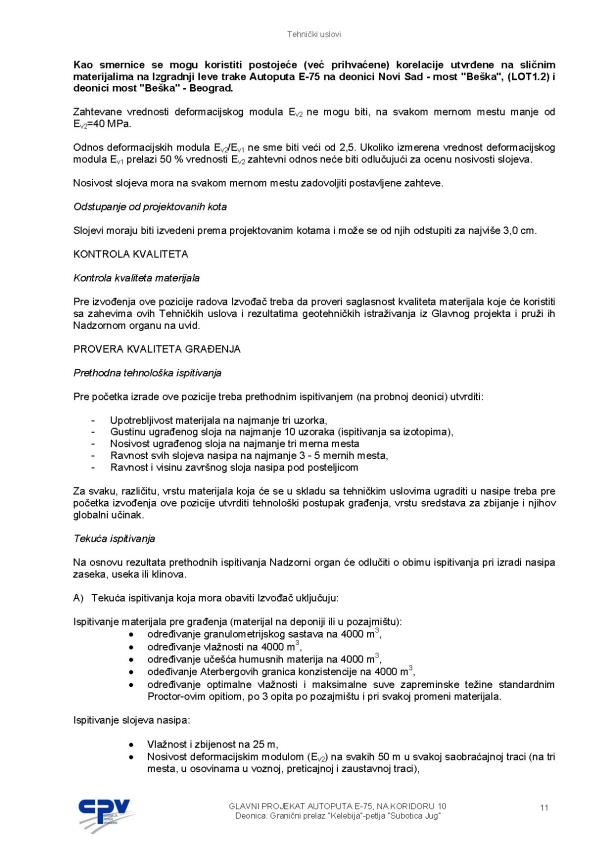 Tehnički uslovi
Kao smernice se mogu koristiti postojeće (već prihvaćene) korelacije utvrđene na sličnim
materijalima na Izgradnji leve trake Autoputa E-75 na deonici Novi Sad - most "Beška", (LOT1.2) i
deonici most "Beška" - Beograd.
Zahtevane vrednosti deformacijskog modula Ev2 ne mogu biti, na svakom mernom mestu manje od
Ev2=40 MPa.
Odnos deformacijskih modula Ev2/Ev1 ne sme biti veći od 2,5. Ukoliko izmerena vrednost deformacijskog
modula Ev1 prelazi 50 % vrednosti Ev2 zahtevni odnos neće biti odlučujući za ocenu nosivosti slojeva.
Nosivost slojeva mora na svakom mernom mestu zadovoljiti postavljene zahteve.
Odstupanje od projektovanih kota
Slojevi moraju biti izvedeni prema projektovanim kotama i može se od njih odstupiti za najviše 3,0 cm.
KONTROLA KVALITETA
Kontrola kvaliteta materijala
Pre izvođenja ove pozicije radova Izvođač treba da proveri saglasnost kvaliteta materijala koje će koristiti
sa zahevima ovih Tehničkih uslova i rezultatima geotehničkih istraživanja iz Glavnog projekta i pruži ih
Nadzornom organu na uvid.
PROVERA KVALITETA GRAĐENJA
Prethodna tehnološka ispitivanja
Pre početka izrade ove pozicije treba prethodnim ispitivanjem (na probnoj deonici) utvrditi:
- Upotrebljivost materijala na najmanje tri uzorka,
- Gustinu ugrađenog sloja na najmanje 10 uzoraka (ispitivanja sa izotopima),
- Nosivost ugrađenog sloja na najmanje tri merna mesta
- Ravnost svih slojeva nasipa na najmanje 3 - 5 mernih mesta,
- Ravnost i visinu završnog sloja nasipa pod posteljicom
Za svaku, različitu, vrstu materijala koja će se u skladu sa tehničkim uslovima ugraditi u nasipe treba pre
početka izvođenja ove pozicije utvrditi tehnološki postupak građenja, vrstu sredstava za zbijanje i njihov
globalni učinak.
Tekuća ispitivanja
Na osnovu rezultata prethodnih ispitivanja Nadzorni organ će odlučiti o obimu ispitivanja pri izradi nasipa
zaseka, useka ili klinova.
A) Tekuća ispitivanja koja mora obaviti Izvođač uključuju:
Ispitivanje materijala pre građenja (materijal na deponiji ili u pozajmištu):
• određivanje granulometrijskog sastava na 4000 m³,
• određivanje vlažnosti na 4000 m³,
• određivanje učešća humusnih materija na 4000 m³,
• odeđivanje Aterbergovih granica konzistencije na 4000 m³,
• određivanje optimalne vlažnosti i maksimalne suve zapreminske težine standardnim
Proctor-ovim opitiom, po 3 opita po pozajmištu i pri svakoj promeni materijala.
Ispitivanje slojeva nasipa:
• Vlažnost i zbijenost na 25 m,
• Nosivost deformacijskim modulom (Ev2) na svakih 50 m u svakoj saobraćajnoj traci (na tri
mesta, u osovinama u voznoj, preticajnoj i zaustavnoj traci),
CPV
GLAVNI PROJEKAT AUTOPUTA E-75, NA KORIDORU 10
Deonica: Granični prelaz "Kelebija"-petlja "Subotica Jug"
11